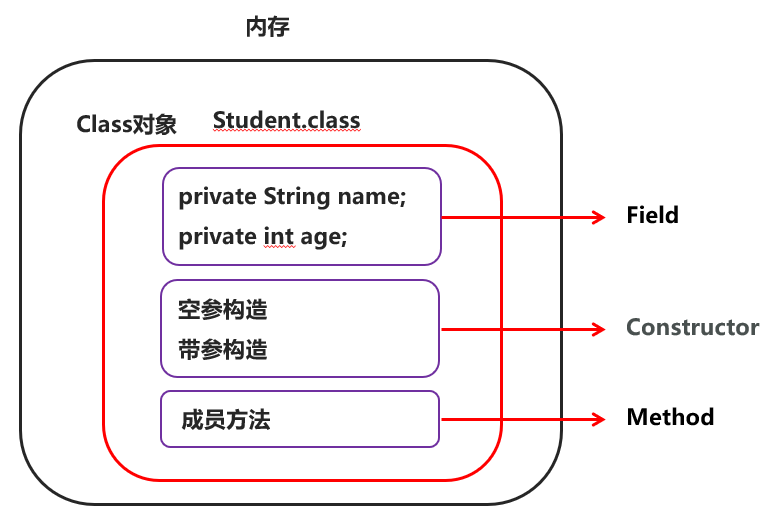 内存
Class对象 Student.class
private String name;
private int age;
Field
空参构造
带参构造
Constructor
成员方法
Method